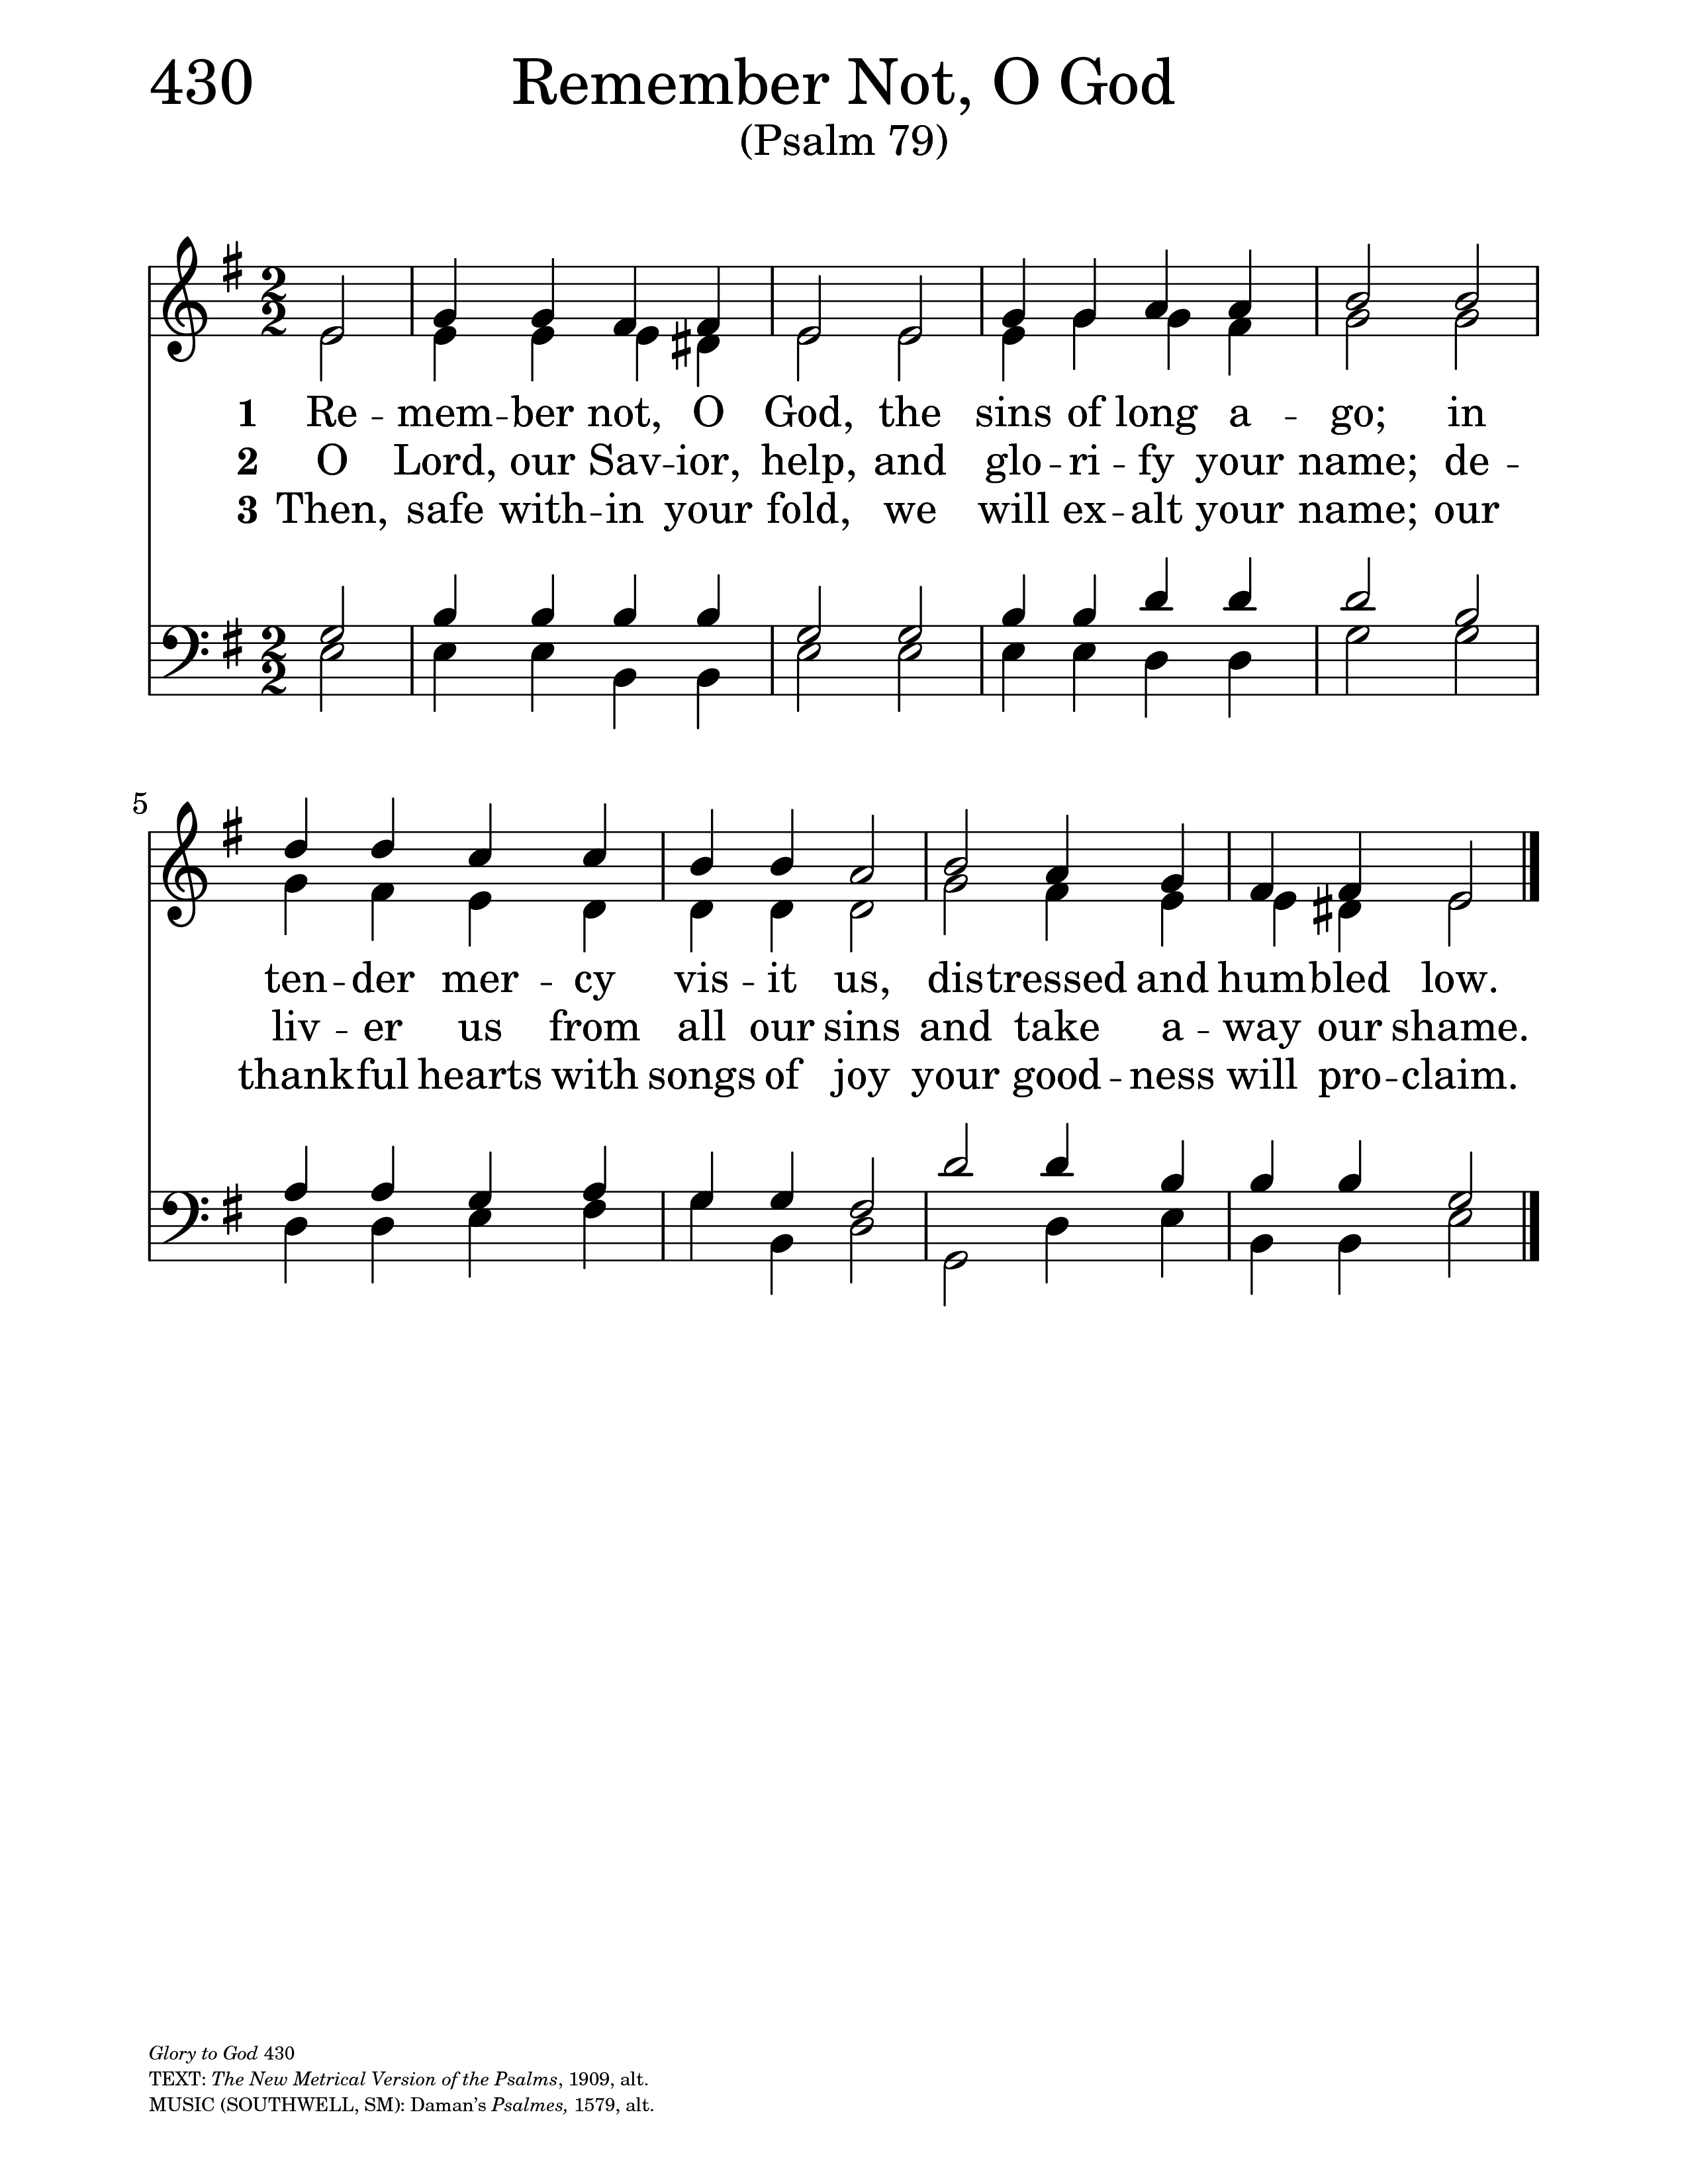 430 Remember Not, O God
(Psalm 79)
1 Re - mem - ber not, O God, the sins of long a - go; in
2 O Lord, our Sav - ior, help, and glo - ri - fy your name; de -
3 Then, safe with - in your fold, we will ex - alt your name; our
5
ten - der mer - cy vis - it us, distressed and humbled low.
liv - er us from all our sins and take a - way our shame.
thankful hearts with songs of joy your good - ness will pro - claim.
Glory to God 430
TEXT: The New Metrical Version of the Psalms, 1909, alt.
MUSIC (SOUTHWELL, SM): Daman’s Psalmes, 1579, alt.